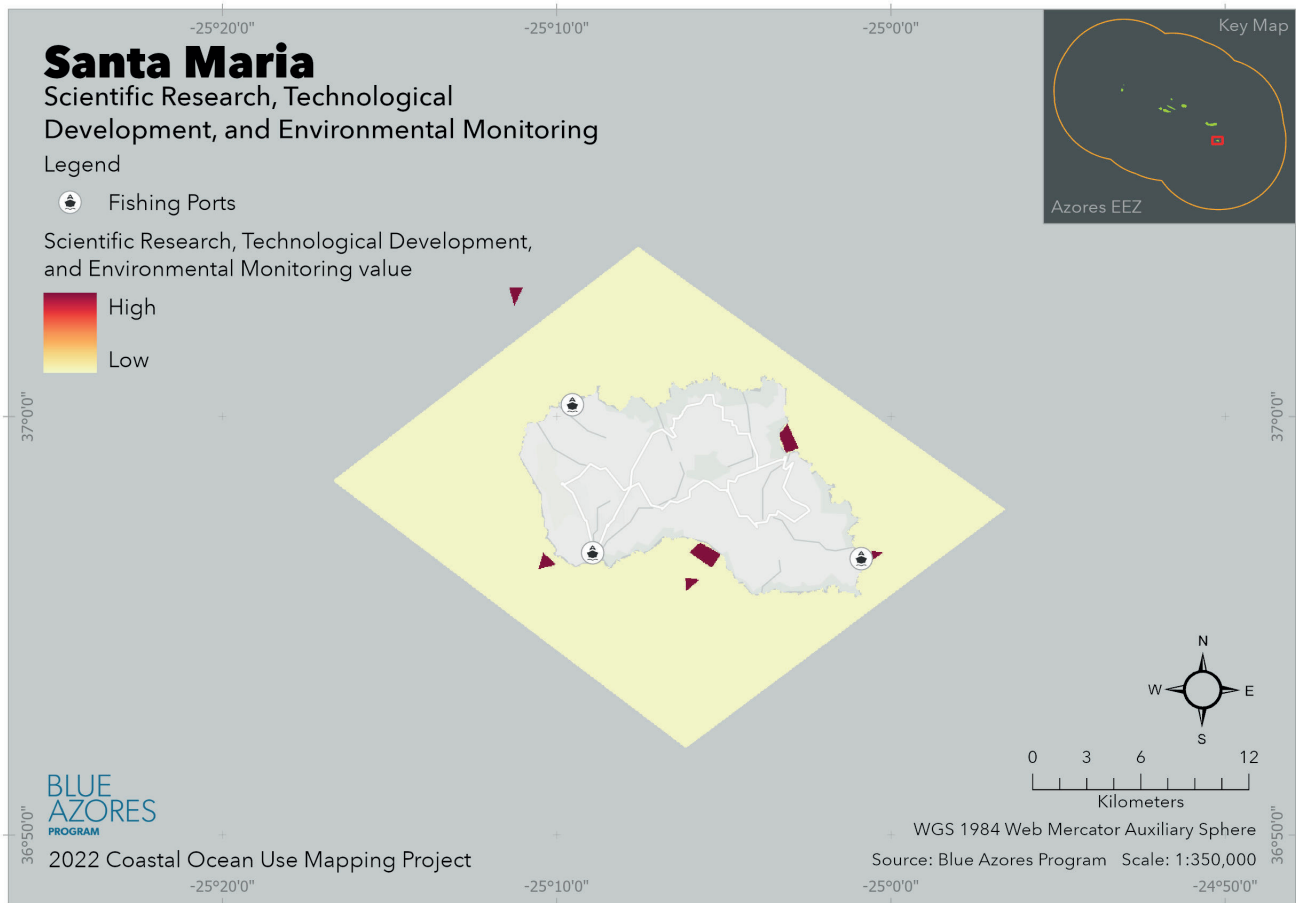 -25°20'0"
-25°10'0"
-25°0'0"
Key Map
Azores EEZ
Santa Maria
Scientific Research, Technological
Development, and Environmental Monitoring
Legend
Fishing Ports
Scientific Research, Technological Development,
and Environmental Monitoring value
High
Low
37°0'0"
37°0'0"
N
W
E
S
0
3
6
12
Kilometers
BLUE
AZORES
PROGRAM
2022 Coastal Ocean Use Mapping Project
WGS 1984 Web Mercator Auxiliary Sphere
Source: Blue Azores Program Scale: 1:350,000
36°50'0"
36°50'0"
-25°20'0"
-25°10'0"
-25°0'0"
-24°50'0"